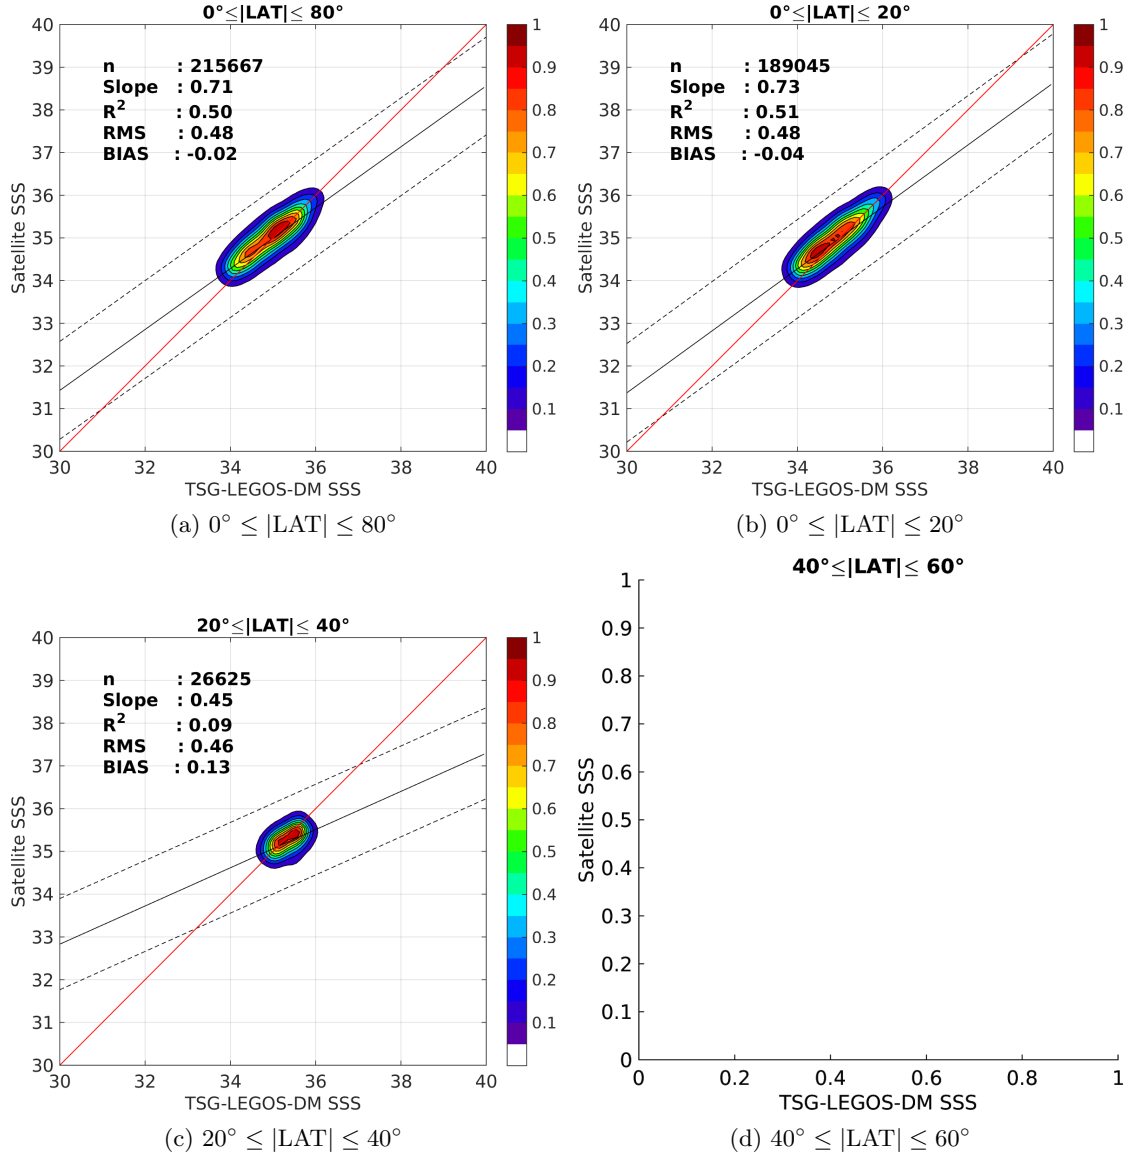 0°≤|LAT|≤ 80°
n : 215667
Slope : 0.71
R² : 0.50
RMS : 0.48
BIAS : -0.02
40
39
38
37
36
35
34
33
32
31
30
30 32 34 36 38 40
Satellite SSS
TSG-LEGOS-DM SSS
1
0.9
0.8
0.7
0.6
0.5
0.4
0.3
0.2
0.1
(a) 0° ≤ |LAT| ≤ 80°
0°≤|LAT|≤ 20°
n : 189045
Slope : 0.73
R² : 0.51
RMS : 0.48
BIAS : -0.04
40
39
38
37
36
35
34
33
32
31
30
30 32 34 36 38 40
Satellite SSS
TSG-LEGOS-DM SSS
1
0.9
0.8
0.7
0.6
0.5
0.4
0.3
0.2
0.1
(b) 0° ≤ |LAT| ≤ 20°
20°≤|LAT|≤ 40°
n : 26625
Slope : 0.45
R² : 0.09
RMS : 0.46
BIAS : 0.13
40
39
38
37
36
35
34
33
32
31
30
30 32 34 36 38 40
Satellite SSS
TSG-LEGOS-DM SSS
1
0.9
0.8
0.7
0.6
0.5
0.4
0.3
0.2
0.1
(c) 20° ≤ |LAT| ≤ 40°
40°≤|LAT|≤ 60°
1
0.9
0.8
0.7
0.6
0.5
0.4
0.3
0.2
0.1
0
0 0.2 0.4 0.6 0.8 1
Satellite SSS
TSG-LEGOS-DM SSS
(d) 40° ≤ |LAT| ≤ 60°